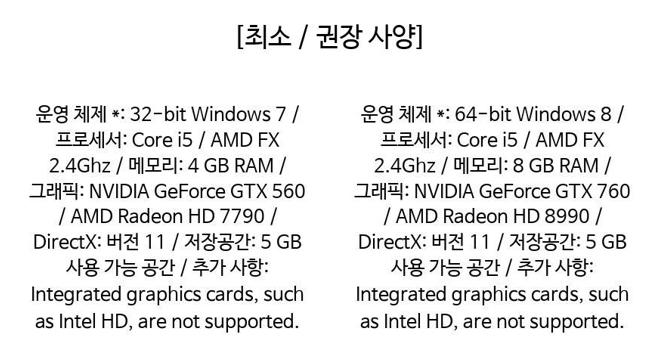 [최소 / 권장 사양]
운영 체제 *: 32-bit Windows 7 /
프로세서: Core i5 / AMD FX
2.4Ghz / 메모리: 4 GB RAM /
그래픽: NVIDIA GeForce GTX 560
/ AMD Radeon HD 7790 /
DirectX: 버전 11 / 저장공간: 5 GB
사용 가능 공간 / 추가 사항:
Integrated graphics cards, such
as Intel HD, are not supported.
운영 체제 *: 64-bit Windows 8 /
프로세서: Core i5 / AMD FX
2.4Ghz / 메모리: 8 GB RAM /
그래픽: NVIDIA GeForce GTX 760
/ AMD Radeon HD 8990 /
DirectX: 버전 11 / 저장공간: 5 GB
사용 가능 공간 / 추가 사항:
Integrated graphics cards, such
as Intel HD, are not supported.